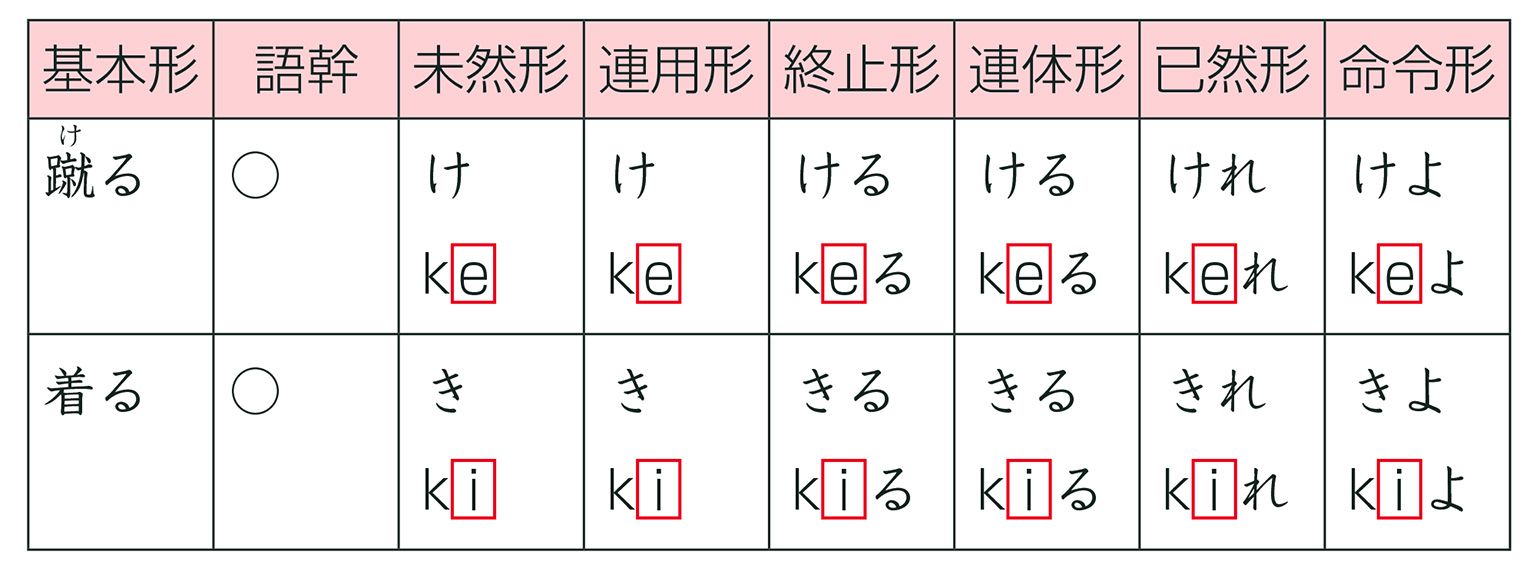 基本形 語幹 未然形 連用形 終止形 連体形 已然形 命令形
け
蹴る ○ け け ける ける けれ けよ
ke ke keる keる keれ keよ
着る ○ き き きる きる きれ きよ
ki ki kiる kiる kiれ kiよ